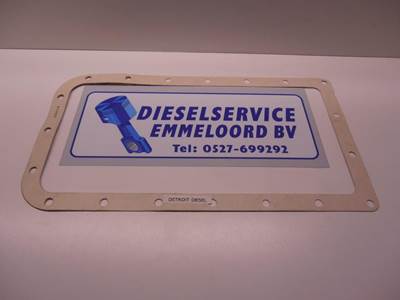 DIESELSERVICE
EMMELOORD BV
Tel: 0527-699292
DETROIT DIESEL